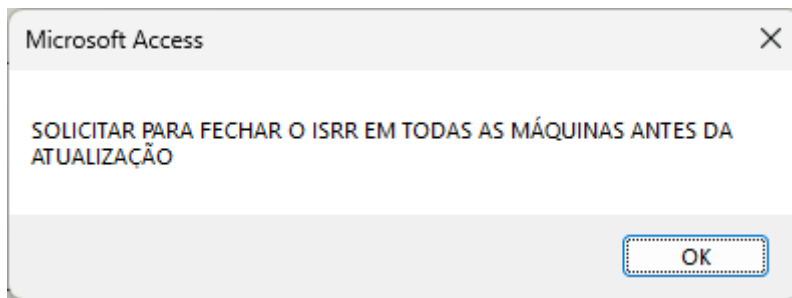 Microsoft Access
SOLICITAR PARA FECHAR O ISRR EM TODAS AS MÁQUINAS ANTES DA
ATUALIZAÇÃO
OK